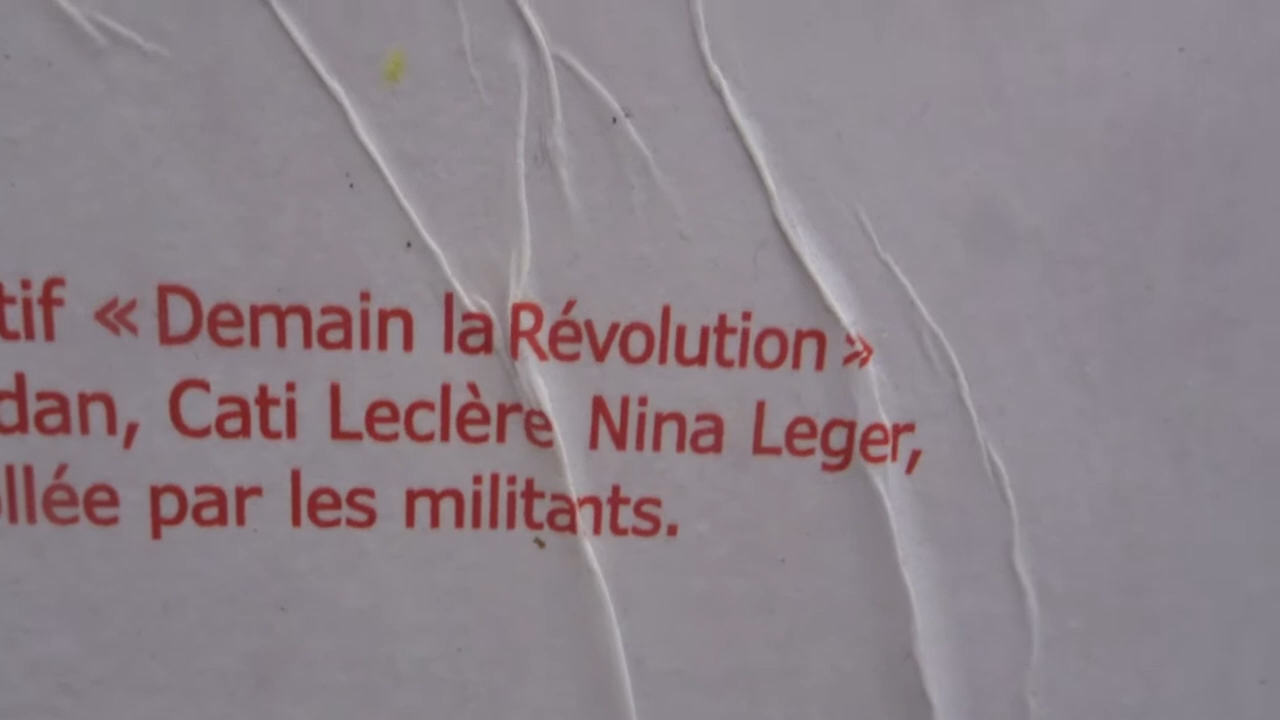 tif « Demain la Révolution »
dan, Cati Leclère Nina Leger,
llée par les militants.